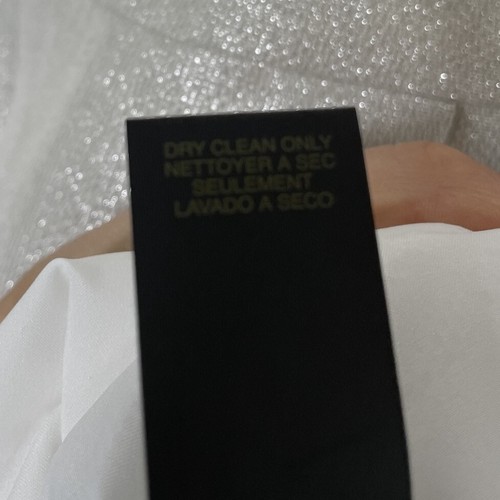 DRY CLEAN ONLY
NETTOYER A SEC
SEULEMENT
LAVADO A SECO